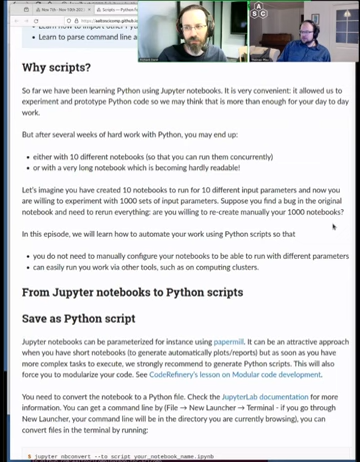 Learn to parse command line a
Why scripts?
So far we have been learning Python using Jupyter notebooks. It is very convenient: it allowed us to
experiment and prototype Python code so we may think that is more than enough for your day to day
work.
But after several weeks of hard work with Python, you may end up:
• either with 10 different notebooks (so that you can run them concurrently)
• or with a very long notebook which is becoming hardly readable!
Let's imagine you have created 10 notebooks to run for 10 different input parameters and now you
are willing to experiment with 1000 sets of input parameters. Suppose you find a bug in the original
notebook and need to rerun everything: are you willing to re-create manually your 1000 notebooks?
In this episode, we will learn how to automate your work using Python scripts so that
• you do not need to manually configure your notebooks to be able to run with different parameters
• can easily run you work via other tools, such as on computing clusters.
From Jupyter notebooks to Python scripts
Save as Python script
Jupyter notebooks can be parameterized for instance using papermill. It can be an attractive approach
when you have short notebooks (to generate automatically plots/reports) but as soon as you have
more complex tasks to execute, we strongly recommend to generate Python scripts. This will also
force you to modularize your code. See CodeRefinery's lesson on Modular code development.
You need to convert the notebook to a Python file. Check the JupyterLab documentation for more
information. You can get a command line by (File → New Launcher → Terminal - if you go through
New Launcher, your command line will be in the directory you are currently browsing), you can
convert files in the terminal by running:
$ jupyter nbconvert --to script your_notebook_name.ipynb